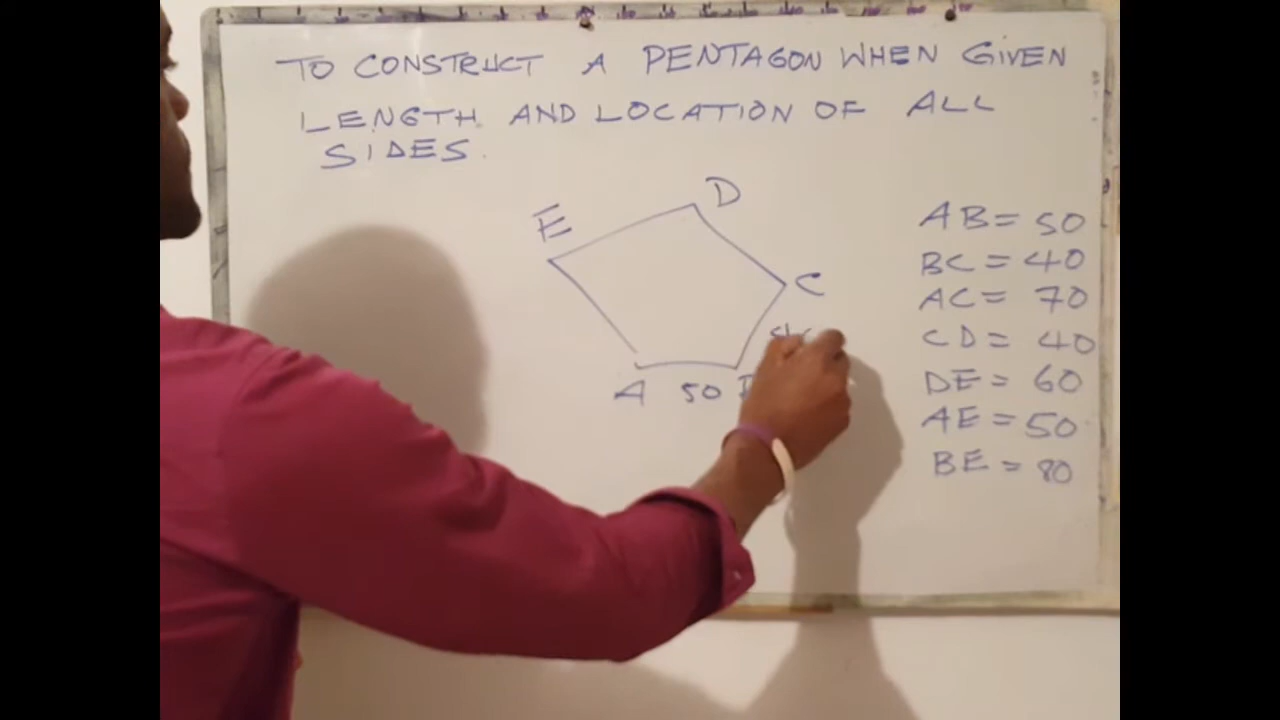 TO CONSTRUCT A PENTAGON WHEN GIVEN
LENGTH AND LOCATION OF ALL
SIDES.
D
E
C
A 50
AB = 50
BC = 40
AC = 70
CD = 40
DE = 60
AE = 50
BE = 80